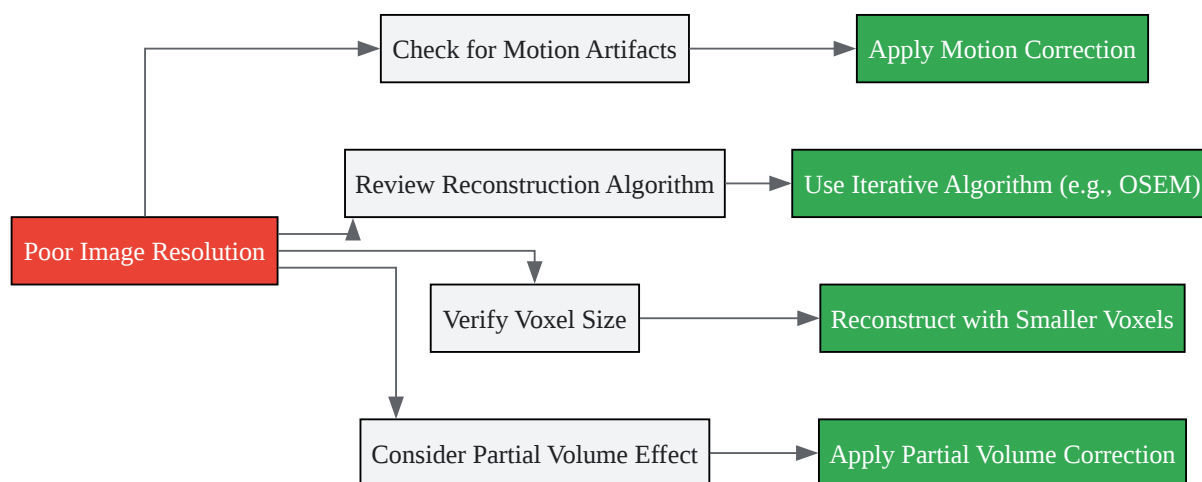 Check for Motion Artifacts
Apply Motion Correction
Review Reconstruction Algorithm
Use Iterative Algorithm (e.g., OSEM)
Poor Image Resolution
Verify Voxel Size
Reconstruct with Smaller Voxels
Consider Partial Volume Effect
Apply Partial Volume Correction